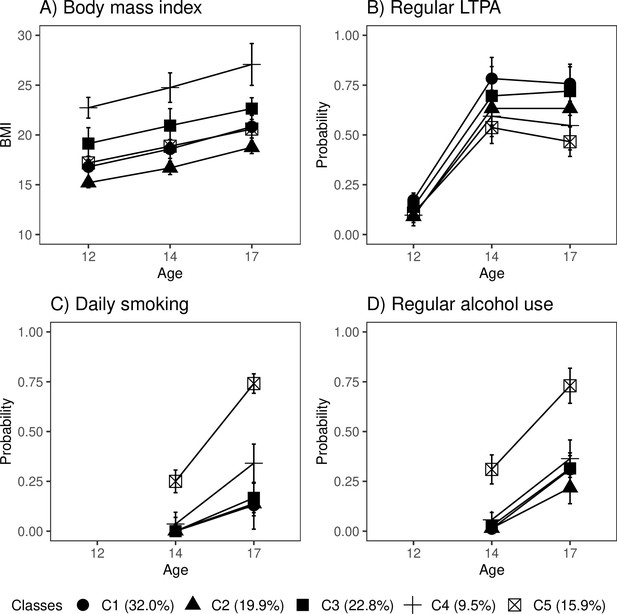 A) Body mass index
B) Regular LTPA
30
25
20
15
10
BMI
12 14 17
Age
1.00
0.75
0.50
0.25
0.00
Probability
12 14 17
Age
C) Daily smoking
D) Regular alcohol use
1.00
0.75
0.50
0.25
0.00
Probability
12 14 17
Age
1.00
0.75
0.50
0.25
0.00
Probability
12 14 17
Age
Classes C1 (32.0%) C2 (19.9%) C3 (22.8%) C4 (9.5%) C5 (15.9%)